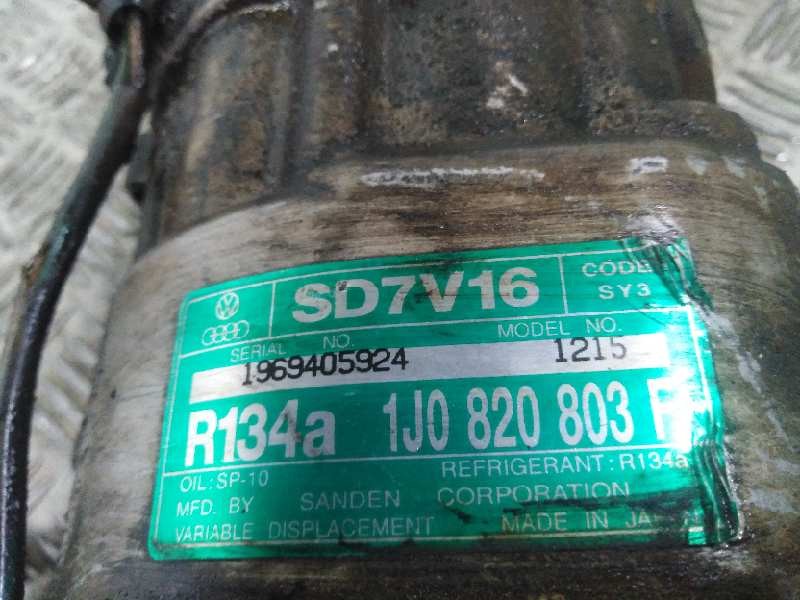 SD7V16
CODE
SY3
SERIAL NO.
MODEL NO.
1969405924
1215
R134a 1J0 820 803 F
OIL: SP-10
REFRIGERANT: R134a
MFD. BY SANDEN CORPORATION
VARIABLE DISPLACEMENT
MADE IN JAPAN